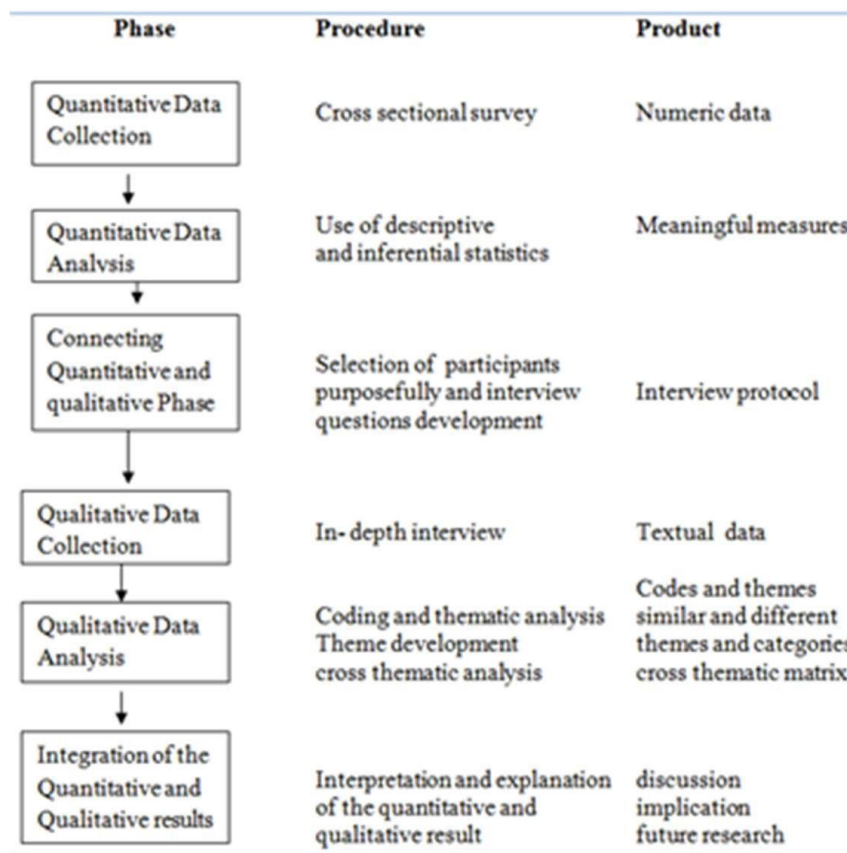 Phase Procedure Product
Quantitative Data
Collection
Cross sectional survey
Numeric data
Quantitative Data
Analysis
Use of descriptive
and inferential statistics
Meaningful measures
Connecting
Quantitative and
qualitative Phase
Selection of participants
purposefully and interview
questions development
Interview protocol
Qualitative Data
Collection
In- depth interview
Textual data
Qualitative Data
Analysis
Coding and thematic analysis
Theme development
cross thematic analysis
Codes and themes
similar and different
themes and categories
cross thematic matrix
Integration of the
Quantitative and
Qualitative results
Interpretation and explanation
of the quantitative and
qualitative result
discussion
implication
future research